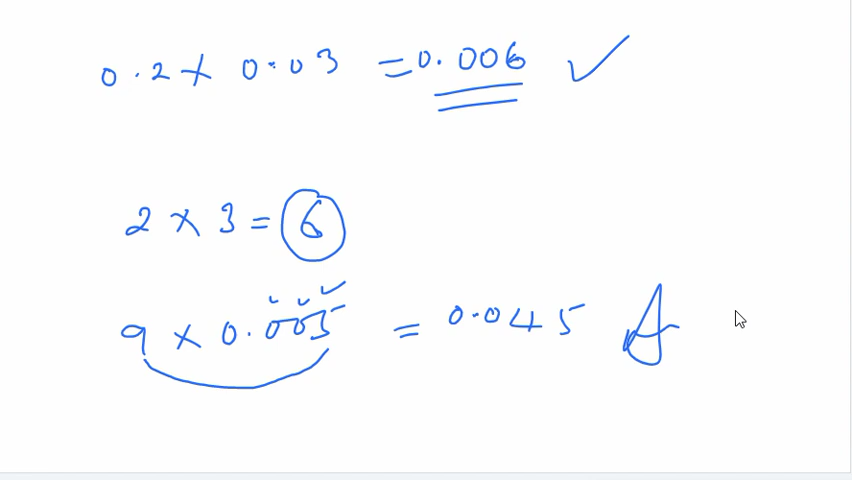 0.2 × 0.03 = 0.006 ✓
2 × 3 = 6
9 × 0.005 = 0.045 A